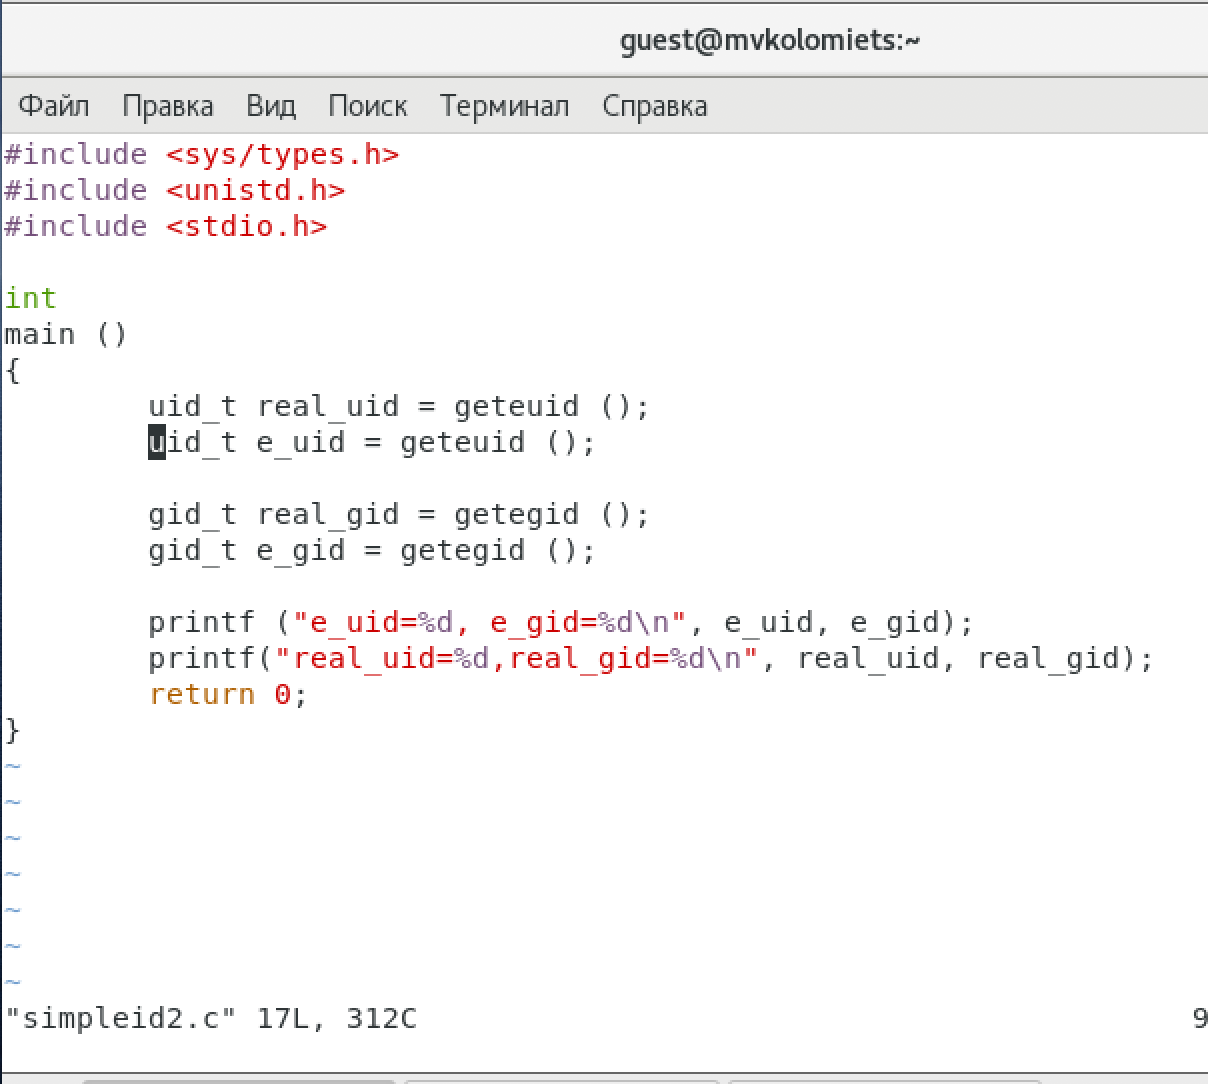 guest@mvkolomiets:~
Файл Правка Вид Поиск Терминал Справка
#include <sys/types.h>
#include <unistd.h>
#include <stdio.h>
int
main ()
{
uid_t real_uid = geteuid ();
uid_t e_uid = geteuid ();
gid_t real_gid = getegid ();
gid_t e_gid = getegid ();
printf ("e_uid=%d, e_gid=%d\n", e_uid, e_gid);
printf("real_uid=%d,real_gid=%d\n", real_uid, real_gid);
return 0;
}
~
~
~
~
~
~
~
"simpleid2.c" 17L, 312C 9